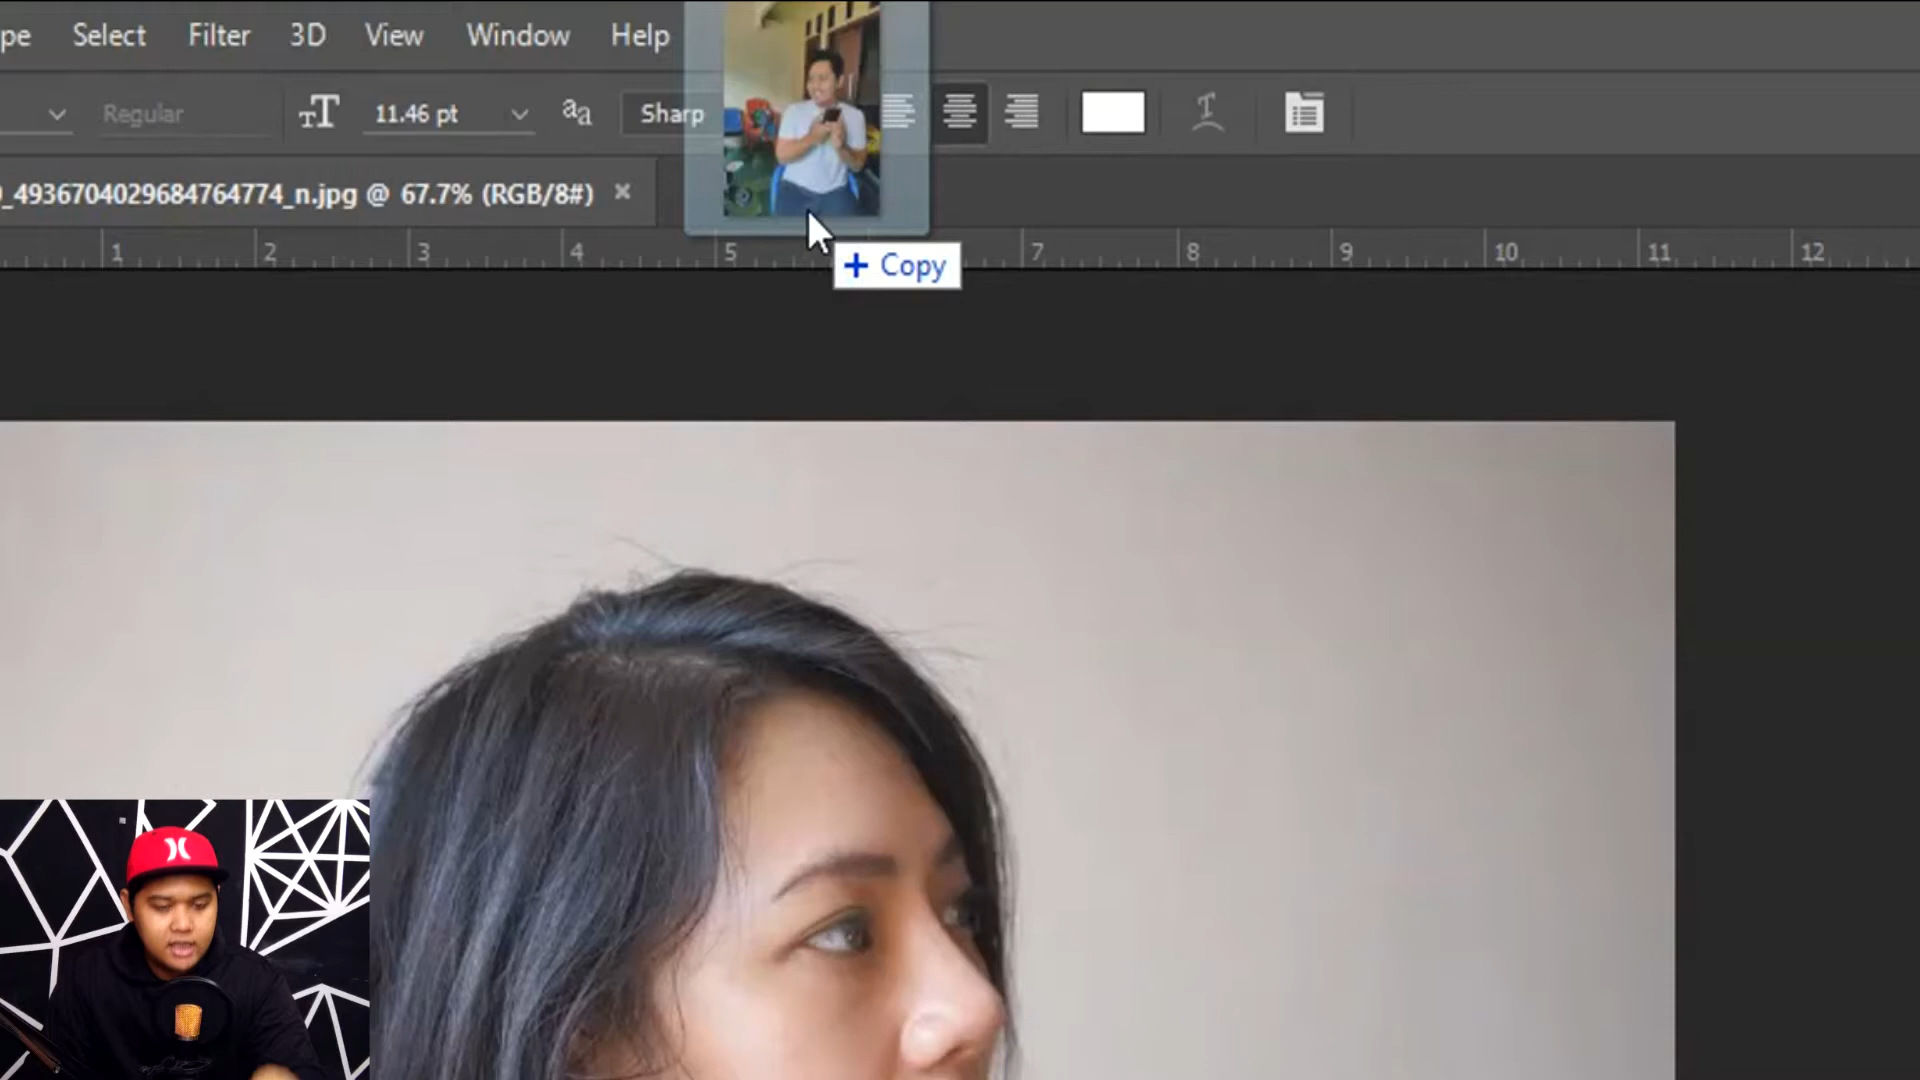 pe Select Filter 3D View Window Help
Regular 11.46 pt aa Sharp
_4936704029684764774_n.jpg @ 67.7% (RGB/8#) ×
1 2 3 4 5 7 8 9 10 11 12
+ Copy